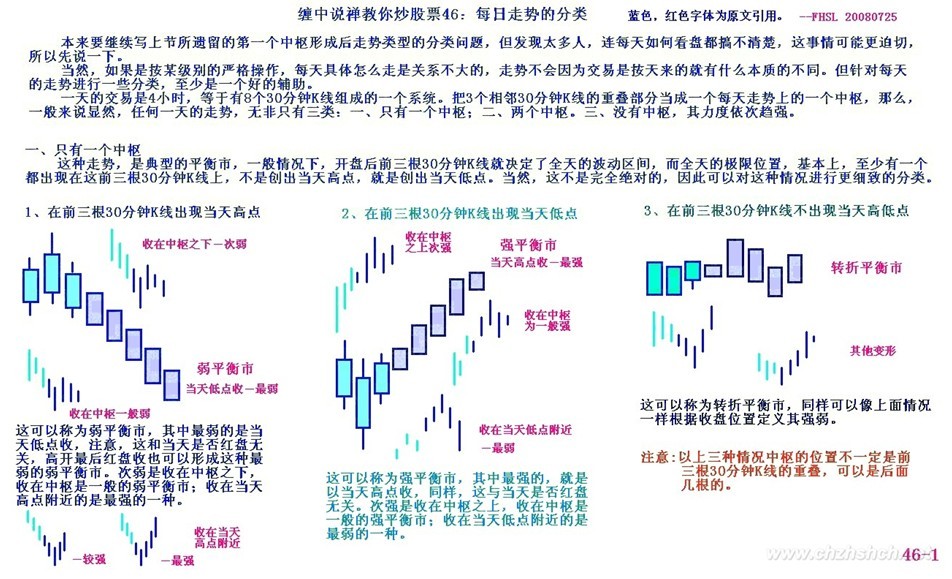 缠中说禅教你炒股票46：每日走势的分类
蓝色，红色字体为原文引用。 --FHSL 20080725
本来要继续写上节所遗留的第一个中枢形成后走势类型的分类问题，但发现太多人，连每天如何看盘都搞不清楚，这事情可能更迫切，
所以先说一下。
当然，如果是按某级别的严格操作，每天具体怎么走是关系不大的，走势不会因为交易是按天来的就有什么本质的不同。但针对每天
的走势进行一些分类，至少是一个好的辅助。
一天的交易是4小时，等于有8个30分钟K线组成的一个系统。把3个相邻30分钟K线的重叠部分当成一个每天走势上的一个中枢，那么，
一般来说显然，任何一天的走势，无非只有三类：一、只有一个中枢；二、两个中枢。三、没有中枢，其力度依次趋强。
一、只有一个中枢
这种走势，是典型的平衡市，一般情况下，开盘后前三根30分钟K线就决定了全天的波动区间，而全天的极限位置，基本上，至少有一个
都出现在这前三根30分钟K线上，不是创出当天高点，就是创出当天低点。当然，这不是完全绝对的，因此可以对这种情况进行更细致的分类。
1、在前三根30分钟K线出现当天高点
收在中枢之下—次弱
弱平衡市
当天低点收—最弱
收在中枢一般弱
这可以称为弱平衡市，其中最弱的是当
天低点收，注意，这和当天是否红盘无
关，高开最后红盘收也可以形成这种最
弱的弱平衡市。次弱是收在中枢之下，
收在中枢是一般的弱平衡市；收在当天
高点附近的是最强的一种。
收在当天
高点附近
—较强
—最强
2、在前三根30分钟K线出现当天低点
收在中枢
之上次强
强平衡市
当天高点收—最强
收在中枢
为一般强
收在当天低点附近
—最弱
这可以称为强平衡市，其中最强的，就是
以当天高点收，同样，这与当天是否红盘
无关。次强是收在中枢之上，收在中枢是
一般的强平衡市；收在当天低点附近的是
最弱的一种。
3、在前三根30分钟K线不出现当天高低点
转折平衡市
其他变形
这可以称为转折平衡市，同样可以像上面情况
一样根据收盘位置定义其强弱。
注意:以上三种情况中枢的位置不一定是前
三根30分钟K线的重叠，可以是后面
几根的。
46-1